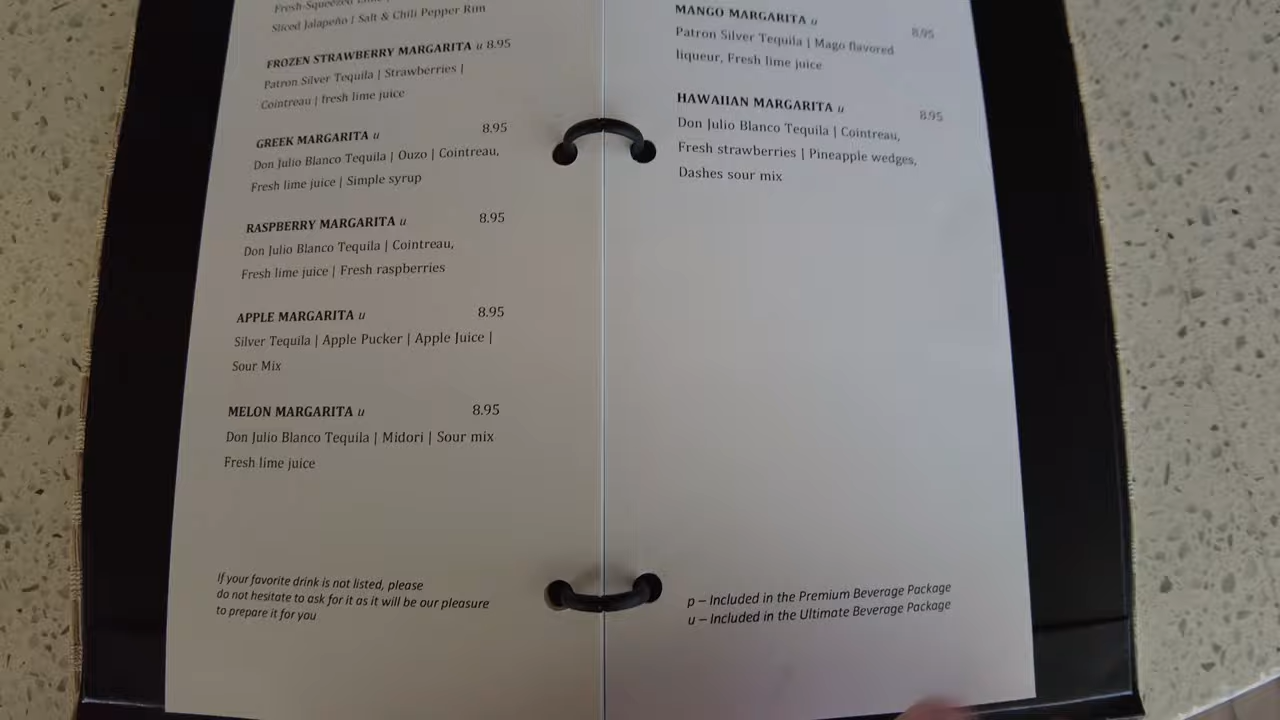 Fresh-Squeezed
Sliced Jalapeño | Salt & Chili Pepper Rim
FROZEN STRAWBERRY MARGARITA u 8.95
Patron Silver Tequila | Strawberries |
Cointreau | fresh lime juice
GREEK MARGARITA u 8.95
Don Julio Blanco Tequila | Ouzo | Cointreau,
Fresh lime juice | Simple syrup
RASPBERRY MARGARITA u 8.95
Don Julio Blanco Tequila | Cointreau,
Fresh lime juice | Fresh raspberries
APPLE MARGARITA u 8.95
Silver Tequila | Apple Pucker | Apple Juice |
Sour Mix
MELON MARGARITA u 8.95
Don Julio Blanco Tequila | Midori | Sour mix
Fresh lime juice
If your favorite drink is not listed, please
do not hesitate to ask for it as it will be our pleasure
to prepare it for you
MANGO MARGARITA u 8.95
Patron Silver Tequila | Mago flavored
liqueur, Fresh lime juice
HAWAIIAN MARGARITA u 8.95
Don Julio Blanco Tequila | Cointreau,
Fresh strawberries | Pineapple wedges,
Dashes sour mix
p – Included in the Premium Beverage Package
u – Included in the Ultimate Beverage Package